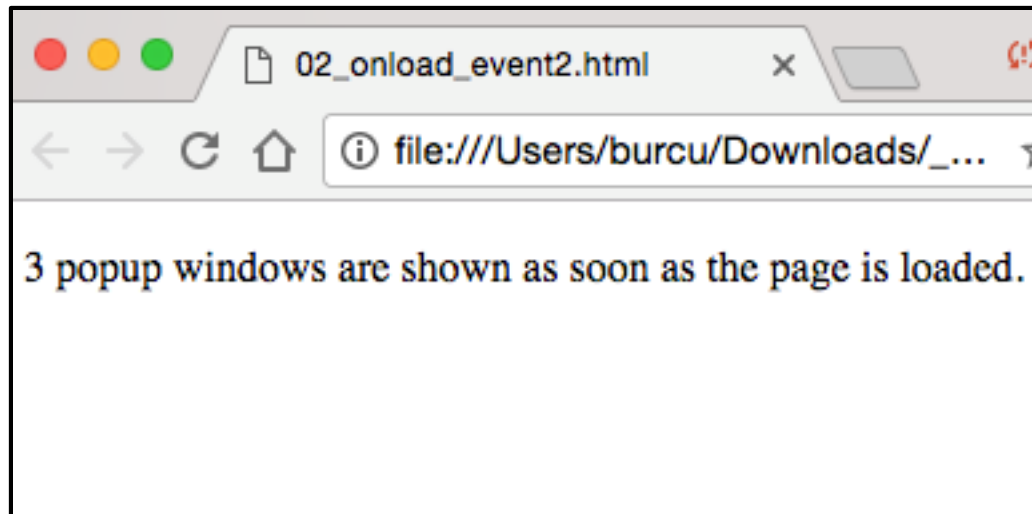 02_onload_event2.html
file:///Users/burcu/Downloads/_...
3 popup windows are shown as soon as the page is loaded.